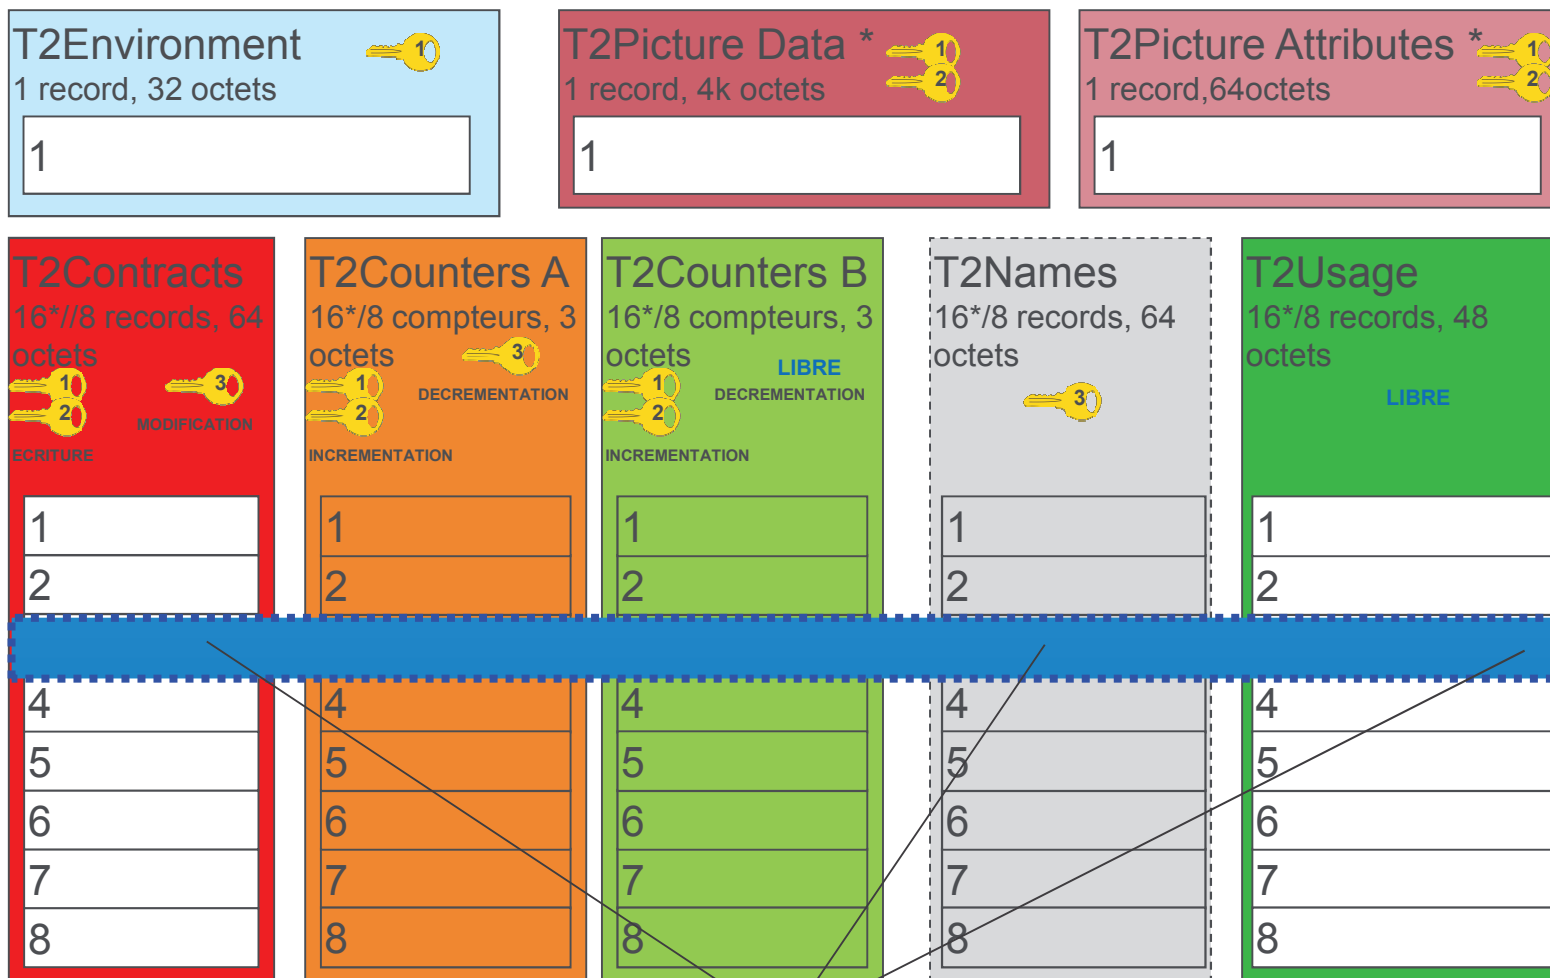 T2Environment
1
1 record, 32 octets
1
T2Picture Data *
1
2
1 record, 4k octets
1
T2Picture Attributes *
1
2
1 record,64octets
1
T2Contracts
16*//8 records, 64
octets
1
2
3
MODIFICATION
ECRITURE
1
2
4
5
6
7
8
T2Counters A
16*/8 compteurs, 3
octets
3
1
2
DECREMENTATION
INCREMENTATION
1
2
4
5
6
7
8
T2Counters B
16*/8 compteurs, 3
octets
LIBRE
1
2
DECREMENTATION
INCREMENTATION
1
2
4
5
6
7
8
T2Names
16*/8 records, 64
octets
3
1
2
4
5
6
7
8
T2Usage
16*/8 records, 48
octets
LIBRE
1
2
4
5
6
7
8